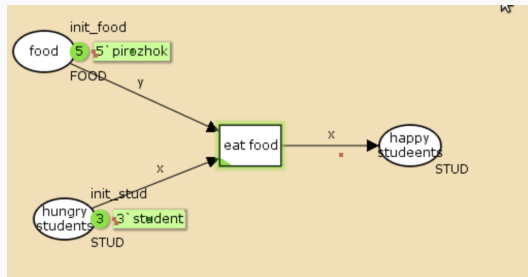 init_food
food
5
5`pirozhok
FOOD
y
eat food
x
happy
studeents
STUD
x
init_stud
hungry
students
3
3`student
STUD